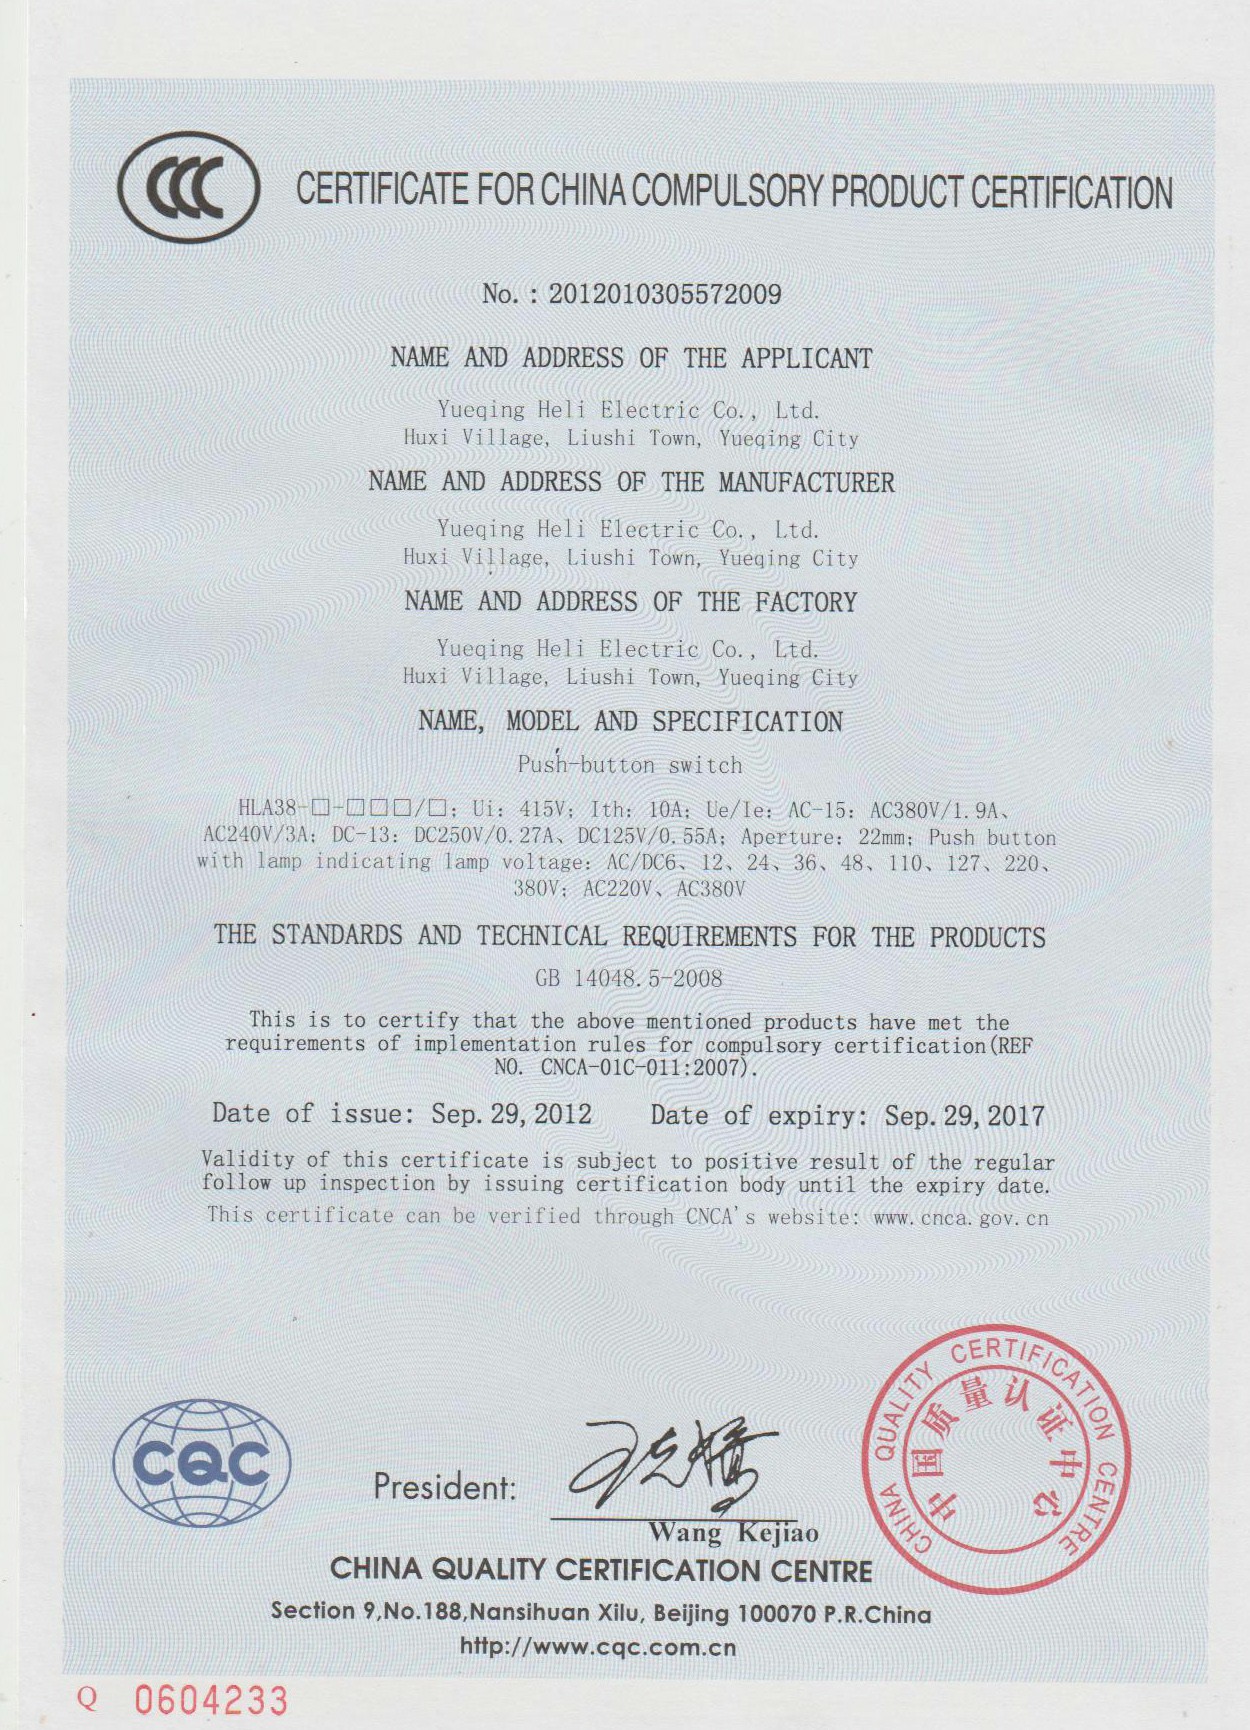 CCC
CERTIFICATE FOR CHINA COMPULSORY PRODUCT CERTIFICATION
No. : 2012010305572009
NAME AND ADDRESS OF THE APPLICANT
Yueqing Heli Electric Co., Ltd.
Huxi Village, Liushi Town, Yueqing City
NAME AND ADDRESS OF THE MANUFACTURER
Yueqing Heli Electric Co., Ltd.
Huxi Village, Liushi Town, Yueqing City
NAME AND ADDRESS OF THE FACTORY
Yueqing Heli Electric Co., Ltd.
Huxi Village, Liushi Town, Yueqing City
NAME, MODEL AND SPECIFICATION
Push-button switch
HLA38-□-□□□/□; Ui: 415V; Ith: 10A; Ue/Ie: AC-15: AC380V/1.9A、
AC240V/3A; DC-13: DC250V/0.27A、DC125V/0.55A; Aperture: 22mm; Push button
with lamp indicating lamp voltage: AC/DC6、12、24、36、48、110、127、220、
380V; AC220V、AC380V
THE STANDARDS AND TECHNICAL REQUIREMENTS FOR THE PRODUCTS
GB 14048.5-2008
This is to certify that the above mentioned products have met the
requirements of implementation rules for compulsory certification(REF
NO. CNCA-01C-011:2007).
Date of issue: Sep.29,2012 Date of expiry: Sep.29,2017
Validity of this certificate is subject to positive result of the regular
follow up inspection by issuing certification body until the expiry date.
This certificate can be verified through CNCA's website: www.cnca.gov.cn
CHINA QUALITY CERTIFICATION CENTRE
中国质量认证中心
CQC
President:
Wang Kejiao
CHINA QUALITY CERTIFICATION CENTRE
Section 9,No.188,Nansihuan Xilu, Beijing 100070 P.R.China
http://www.cqc.com.cn
Q 0604233